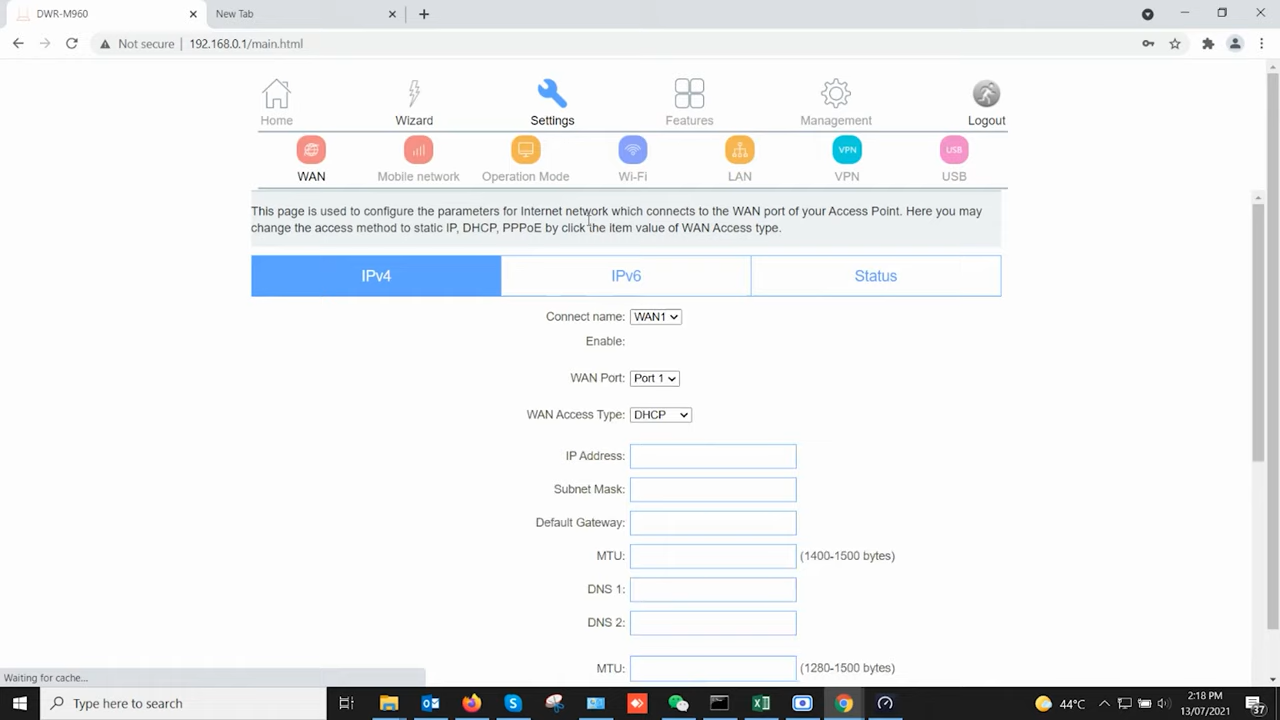 DWR-M960
New Tab
Not secure
192.168.0.1/main.html
Home
Wizard
Settings
Features
Management
Logout
WAN
Mobile network
Operation Mode
Wi-Fi
LAN
VPN
VPN
USB
USB
This page is used to configure the parameters for Internet network which connects to the WAN port of your Access Point. Here you may
change the access method to static IP, DHCP, PPPoE by click the item value of WAN Access type.
IPv4
IPv6
Status
Connect name: WAN1
Enable:
WAN Port: Port 1
WAN Access Type: DHCP
IP Address:
Subnet Mask:
Default Gateway:
MTU: (1400-1500 bytes)
DNS 1:
DNS 2:
MTU: (1280-1500 bytes)
Waiting for cache...
Type here to search
44°C
2:18 PM
13/07/2021
37